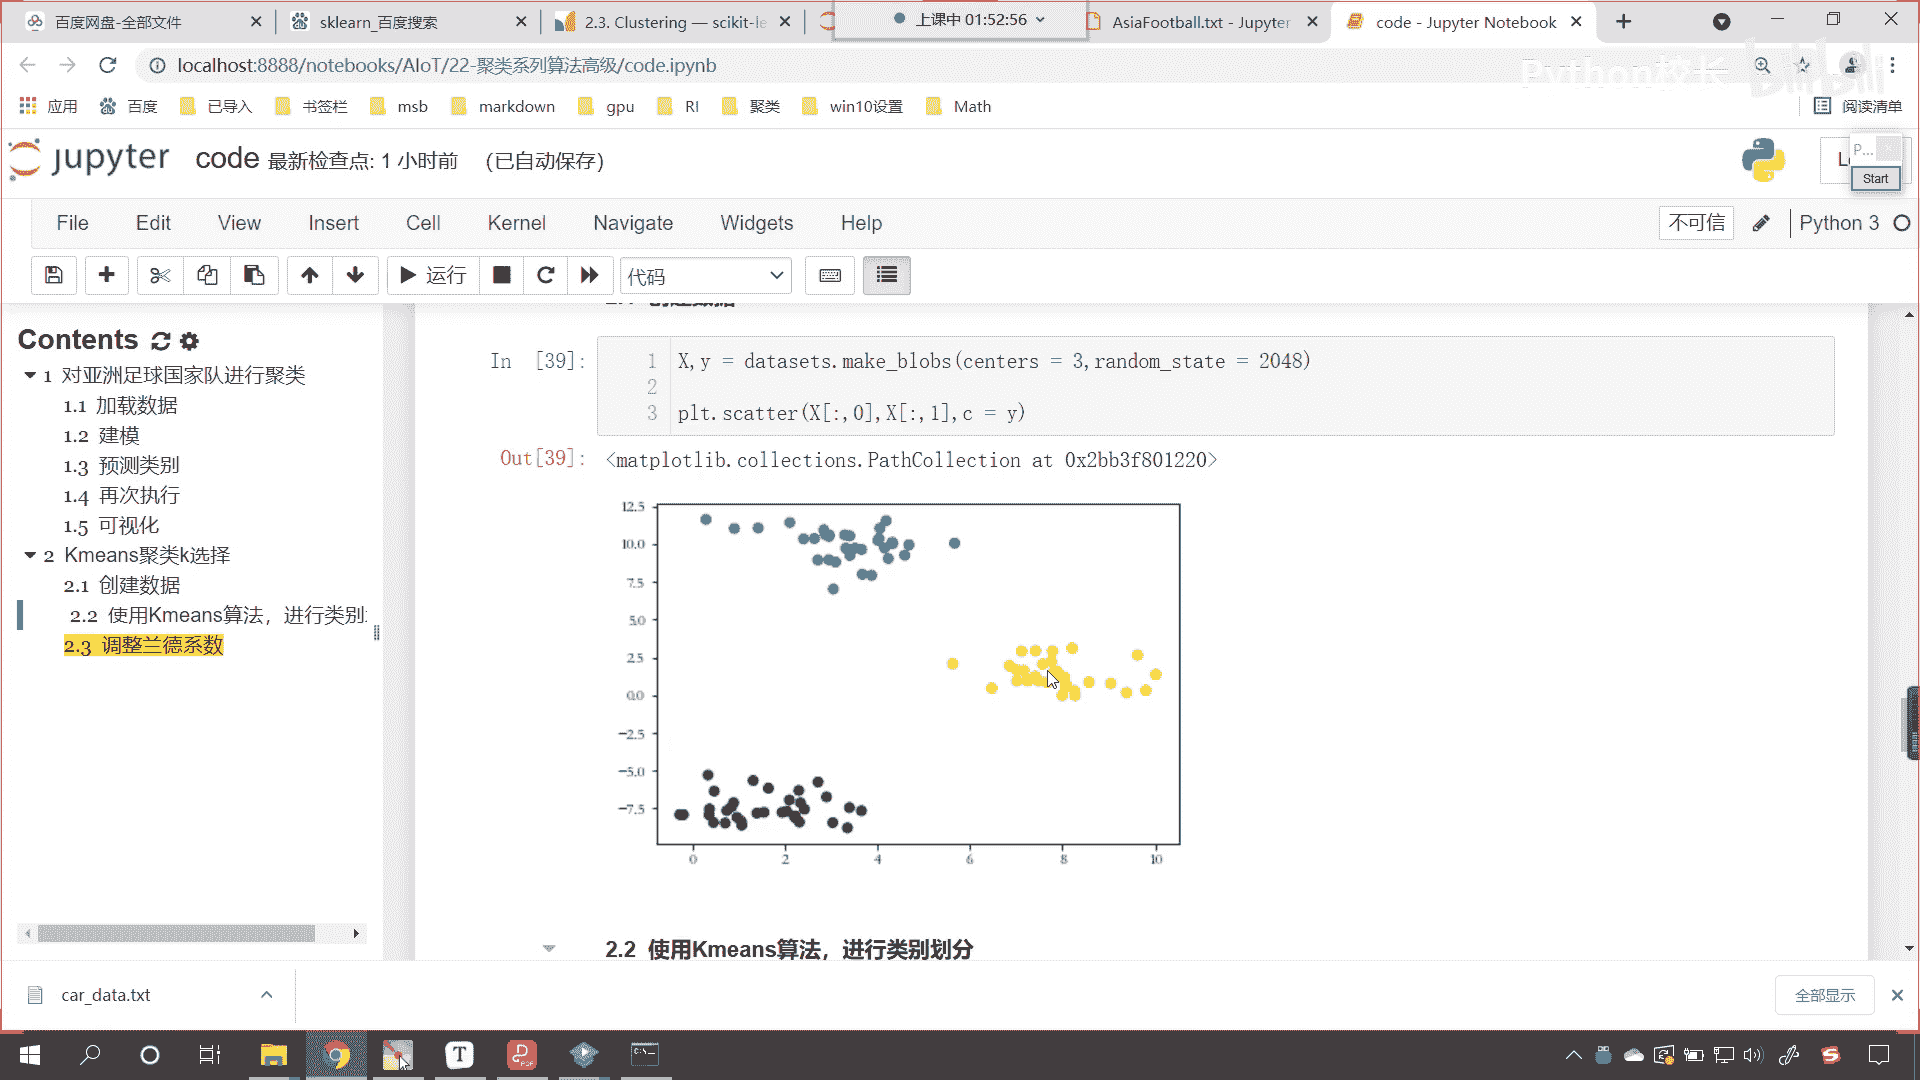 百度网盘-全部文件
sklearn_百度搜索
2.3. Clustering — scikit-le
上课中 01:52:56
AsiaFootball.txt - Jupyter
code - Jupyter Notebook
localhost:8888/notebooks/AIoT/22-聚类系列算法高级/code.ipynb
Python校长
bilibili
应用
百度
已导入
书签栏
msb
markdown
gpu
RI
聚类
win10设置
Math
阅读清单
jupyter code 最新检查点: 1 小时前 (已自动保存)
P...
Start
File Edit View Insert Cell Kernel Navigate Widgets Help
不可信
Python 3
运行
代码
Contents
1 对亚洲足球国家队进行聚类
1.1 加载数据
1.2 建模
1.3 预测类别
1.4 再次执行
1.5 可视化
2 Kmeans聚类k选择
2.1 创建数据
2.2 使用Kmeans算法，进行类别
2.3 调整兰德系数
In [39]:
1 X,y = datasets.make_blobs(centers = 3,random_state = 2048)
2
3 plt.scatter(X[:,0],X[:,1],c = y)
Out[39]: <matplotlib.collections.PathCollection at 0x2bb3f801220>
12.5
10.0
7.5
5.0
2.5
0.0
−2.5
−5.0
−7.5
0 2 4 6 8 10
2.2 使用Kmeans算法，进行类别划分
car_data.txt
全部显示